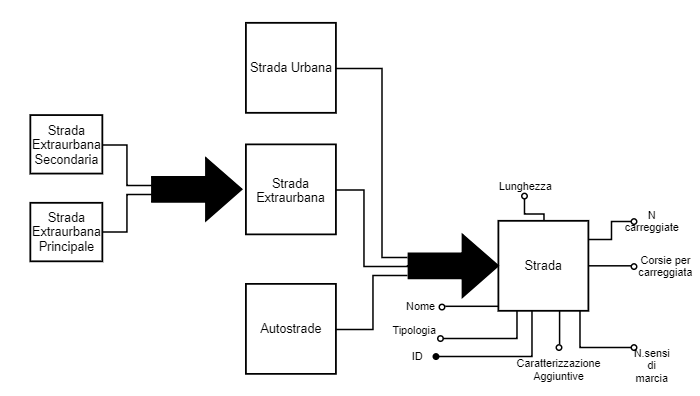 Strada Urbana
Strada
Extraurbana
Secondaria
Strada
Extraurbana
Principale
Strada
Extraurbana
Autostrade
Lunghezza
N
carreggiate
Strada
Corsie per
carreggiata
Nome
Tipologia
ID
Caratterizzazione
Aggiuntive
N.sensi
di
marcia